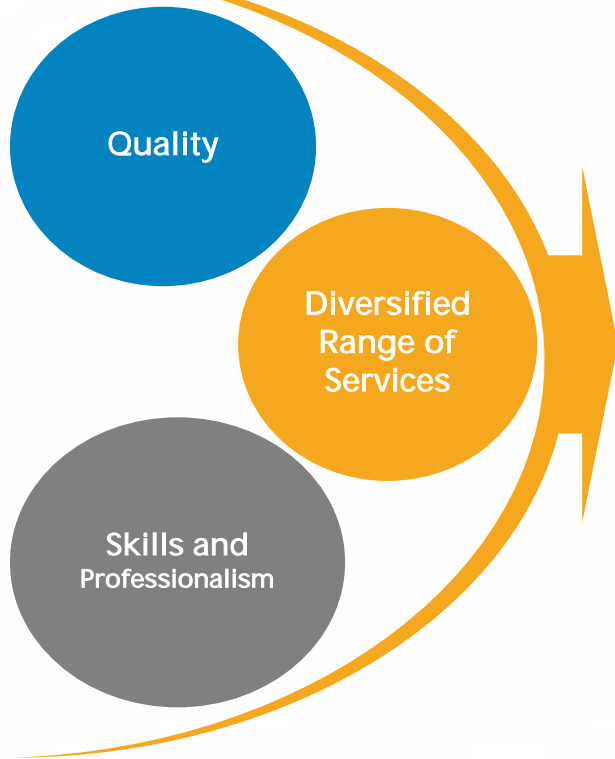 Quality
Diversified
Range of
Services
Skills and
Professionalism